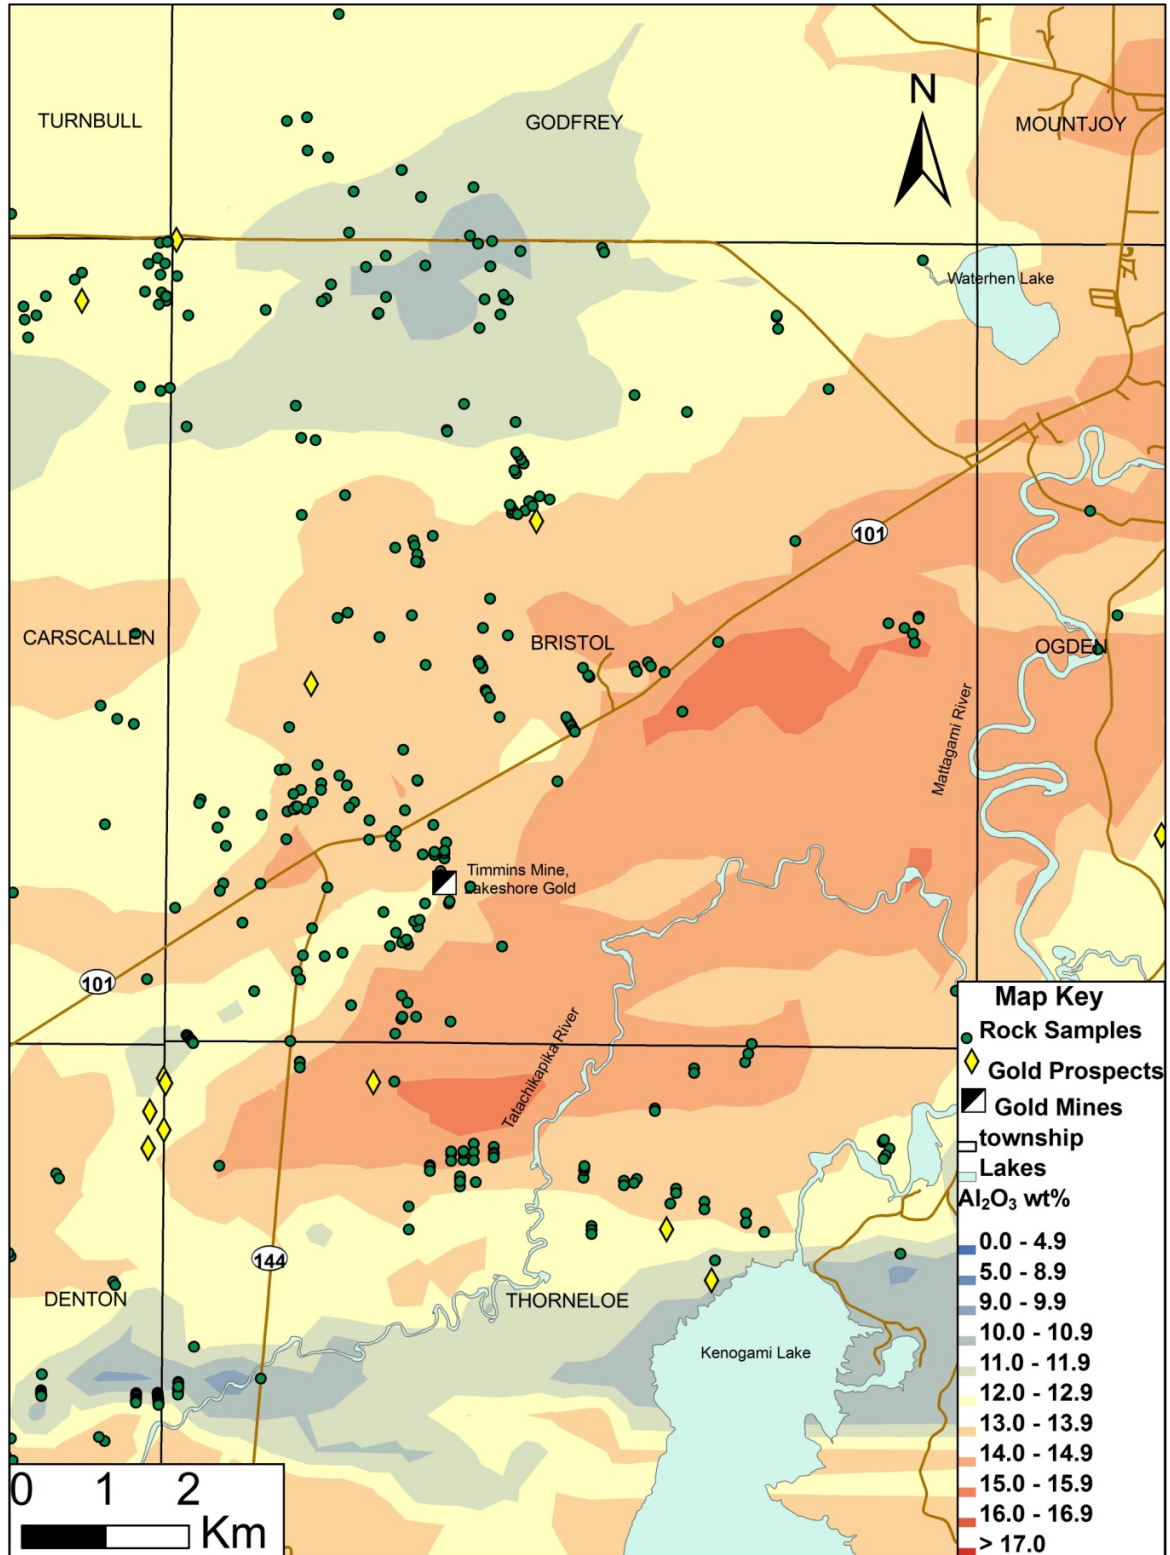 TURNBULL
GODFREY
N
MOUNTJOY
Waterhen Lake
101
CARSCALLEN
BRISTOL
OGDEN
Mattagami River
Timmins Mine,
Lakeshore Gold
101
Tatachikapika River
Map Key
Rock Samples
Gold Prospects
Gold Mines
township
Lakes
Al₂O₃ wt%
0.0 - 4.9
5.0 - 8.9
9.0 - 9.9
10.0 - 10.9
11.0 - 11.9
12.0 - 12.9
13.0 - 13.9
14.0 - 14.9
15.0 - 15.9
16.0 - 16.9
> 17.0
144
DENTON
THORNELOE
Kenogami Lake
0 1 2
Km